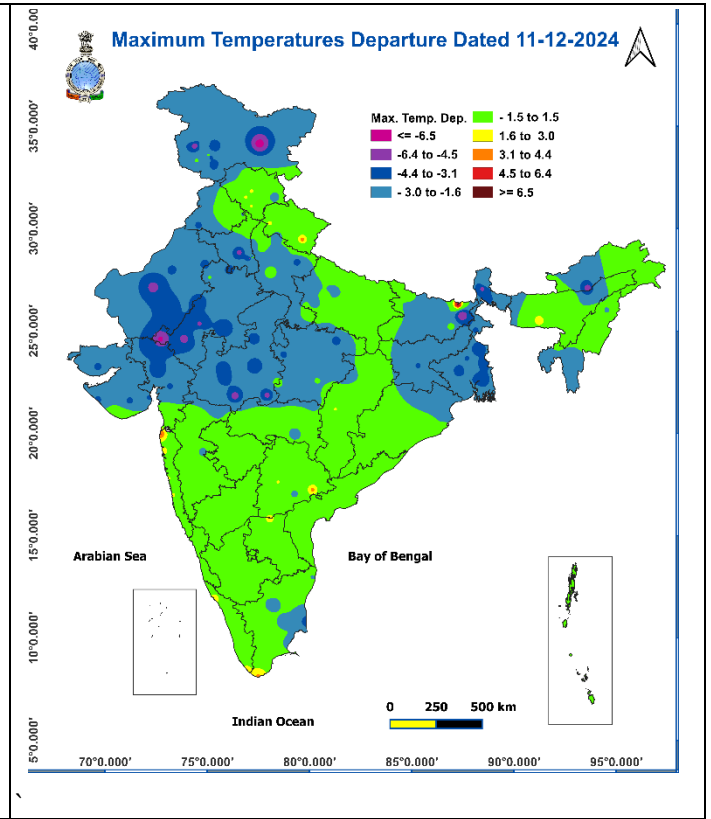 Maximum Temperatures Departure Dated 11-12-2024
Max. Temp. Dep.
<= -6.5
-6.4 to -4.5
-4.4 to -3.1
- 3.0 to -1.6
- 1.5 to 1.5
1.6 to 3.0
3.1 to 4.4
4.5 to 6.4
>= 6.5
40°0.000'
35°0.000'
30°0.000'
25°0.000'
20°0.000'
15°0.000'
10°0.000'
5°0.000'
Arabian Sea
Bay of Bengal
Indian Ocean
0 250 500 km
70°0.000' 75°0.000' 80°0.000' 85°0.000' 90°0.000' 95°0.000'
`